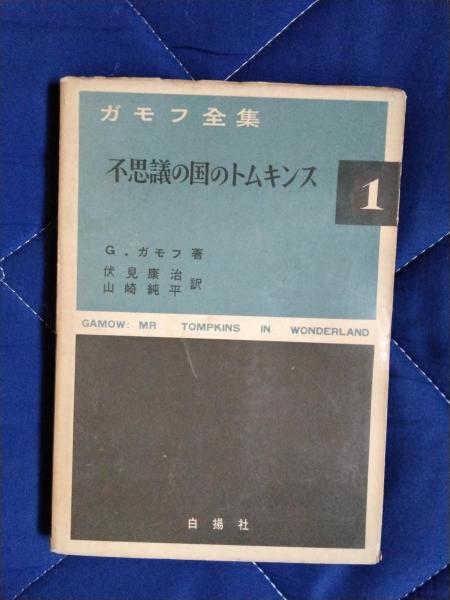 ガモフ全集
不思議の国のトムキンス
1
G.ガモフ著
伏見康治
山崎純平訳
GAMOW: MR TOMPKINS IN WONDERLAND
白揚社